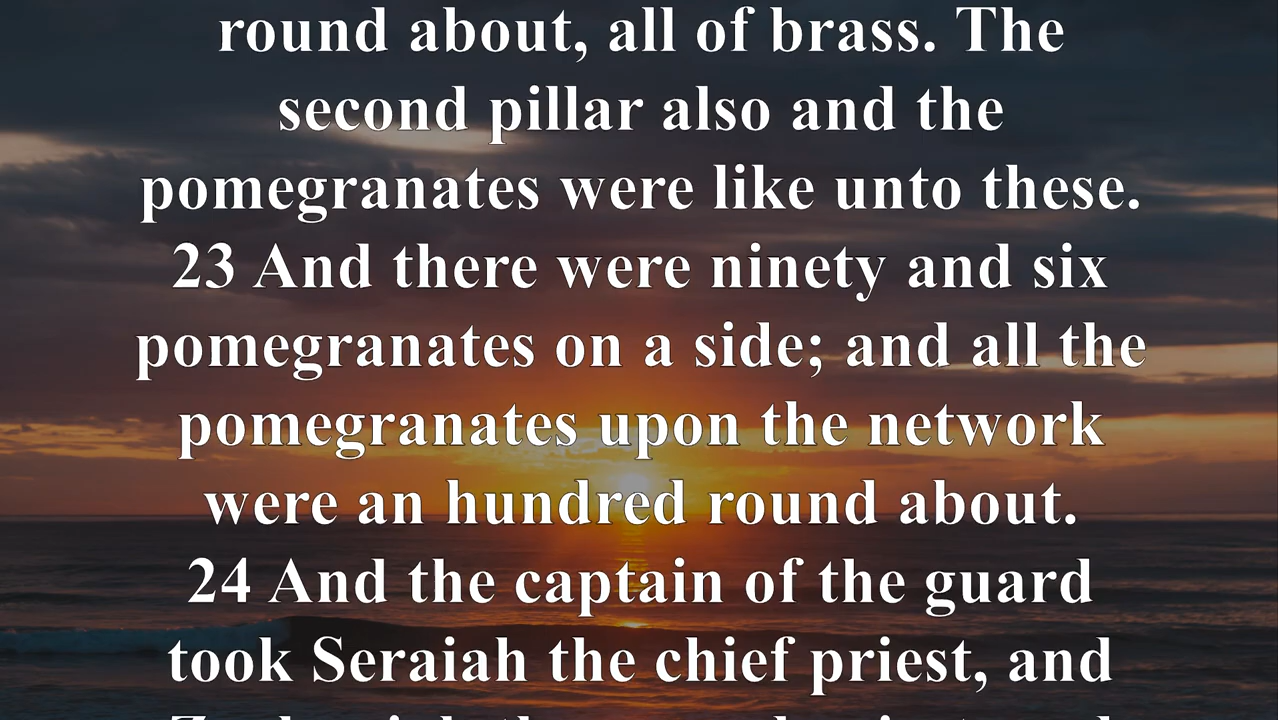 round about, all of brass. The
second pillar also and the
pomegranates were like unto these.
23 And there were ninety and six
pomegranates on a side; and all the
pomegranates upon the network
were an hundred round about.
24 And the captain of the guard
took Seraiah the chief priest, and